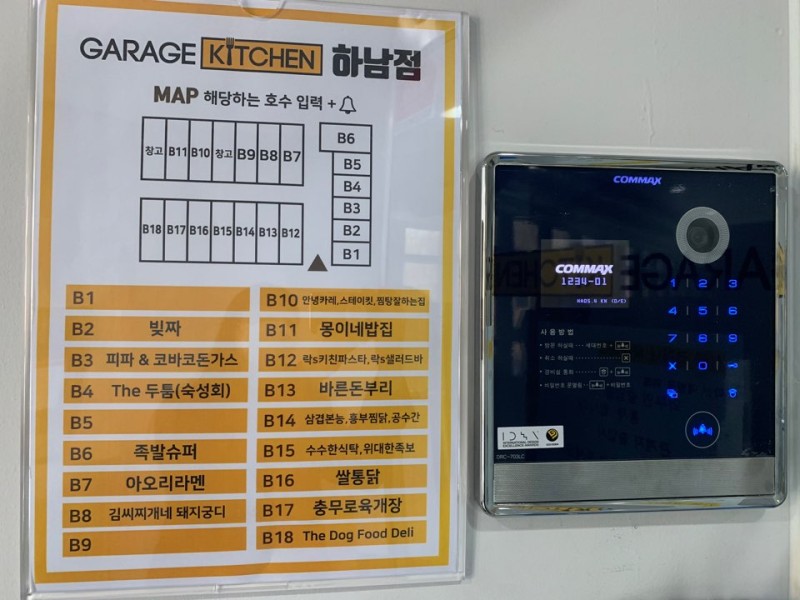 GARAGE KITCHEN 하남점
MAP 해당하는 호수 입력 +
창고 B11 B10 창고 B9 B8 B7
B6
B5
B4
B3
B2
B1
B18 B17 B16 B15 B14 B13 B12
B1
B2 빚짜
B3 피파 & 코바코돈가스
B4 The 두툼(숙성회)
B5
B6 족발슈퍼
B7 아오리라멘
B8 김씨찌개네 돼지궁디
B9
B10 안녕카레,스테이킷,찜탕잘하는집
B11 몽이네밥집
B12 락s키친파스타,락s샐러드바
B13 바른돈부리
B14 삼겹본능,흥부찜닭,공수간
B15 수수한식탁,위대한족보
B16 쌀통닭
B17 충무로육개장
B18 The Dog Food Deli
COMMAX
COMMAX
1234-01
사용방법
1 2 3
4 5 6
7 8 9
X 0
DRC-703LC